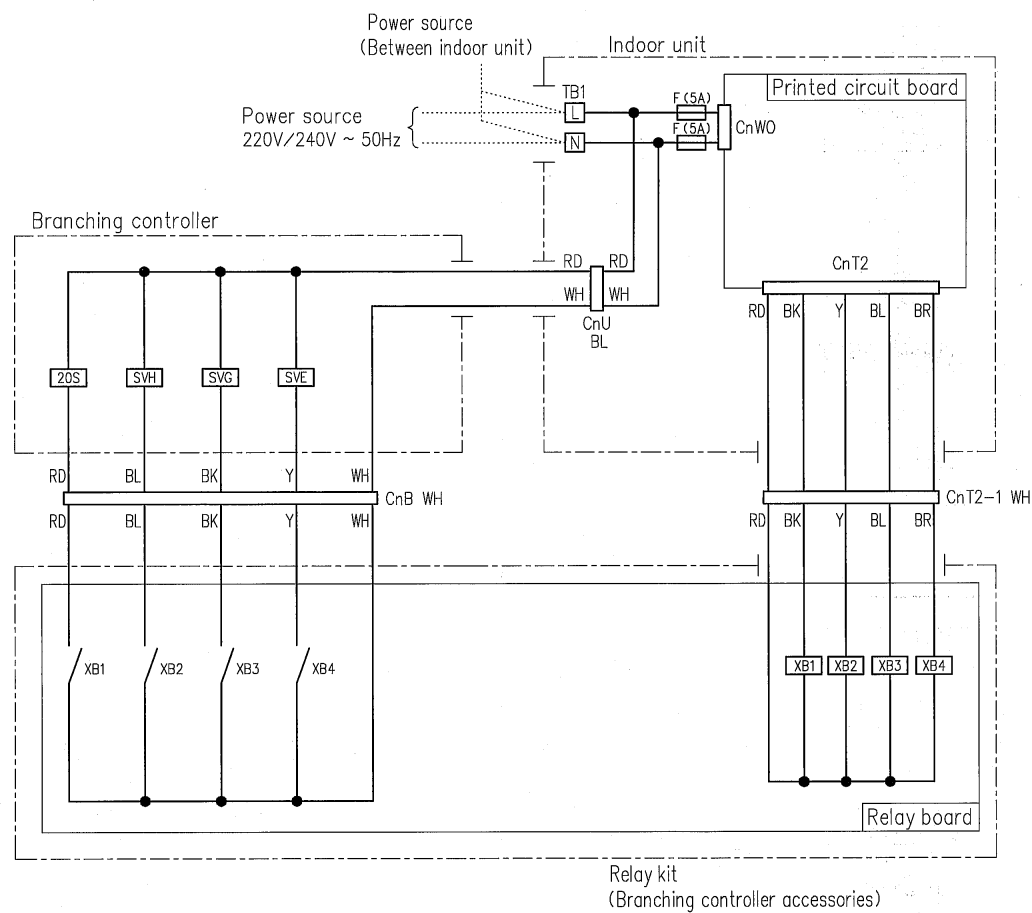 Power source
(Between indoor unit)
Indoor unit
TB1
L
N
F(5A)
F(5A)
CnWO
Printed circuit board
Power source
220V/240V ~ 50Hz
Branching controller
RD
RD
WH
WH
CnU
BL
CnT2
RD
BK
Y
BL
BR
20S
SVH
SVG
SVE
RD
BL
BK
Y
WH
CnB WH
RD
BL
BK
Y
WH
CnT2-1 WH
RD
BK
Y
BL
BR
XB1
XB2
XB3
XB4
XB1
XB2
XB3
XB4
Relay board
Relay kit
(Branching controller accessories)